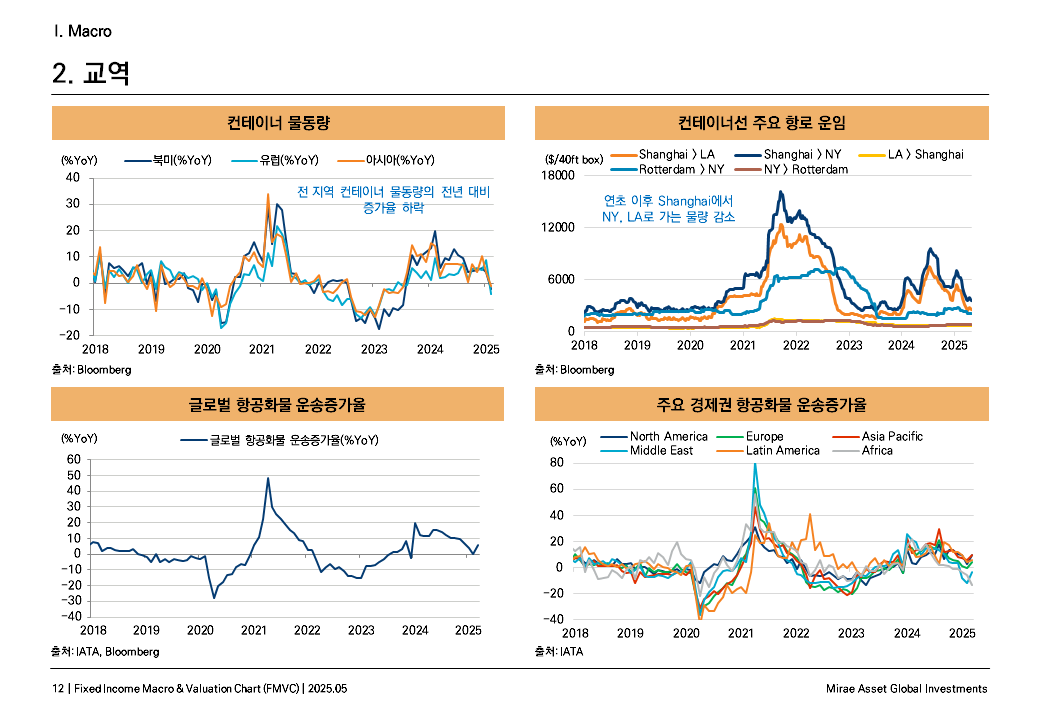 I. Macro
2. 교역
컨테이너 물동량
(%YoY)
북미(%YoY)
유럽(%YoY)
아시아(%YoY)
전 지역 컨테이너 물동량의 전년 대비
증가율 하락
40
30
20
10
0
−10
−20
2018 2019 2020 2021 2022 2023 2024 2025
출처: Bloomberg
컨테이너선 주요 항로 운임
($/40ft box)
Shanghai > LA
Shanghai > NY
LA > Shanghai
Rotterdam > NY
NY > Rotterdam
연초 이후 Shanghai에서
NY, LA로 가는 물량 감소
18000
12000
6000
0
2018 2019 2020 2021 2022 2023 2024 2025
출처: Bloomberg
글로벌 항공화물 운송증가율
(%YoY)
글로벌 항공화물 운송증가율(%YoY)
60
50
40
30
20
10
0
−10
−20
−30
−40
2018 2019 2020 2021 2022 2023 2024 2025
출처: IATA, Bloomberg
주요 경제권 항공화물 운송증가율
(%YoY)
North America
Europe
Asia Pacific
Middle East
Latin America
Africa
80
60
40
20
0
−20
−40
2018 2019 2020 2021 2022 2023 2024 2025
출처: IATA
12 | Fixed Income Macro & Valuation Chart (FMVC) | 2025.05
Mirae Asset Global Investments